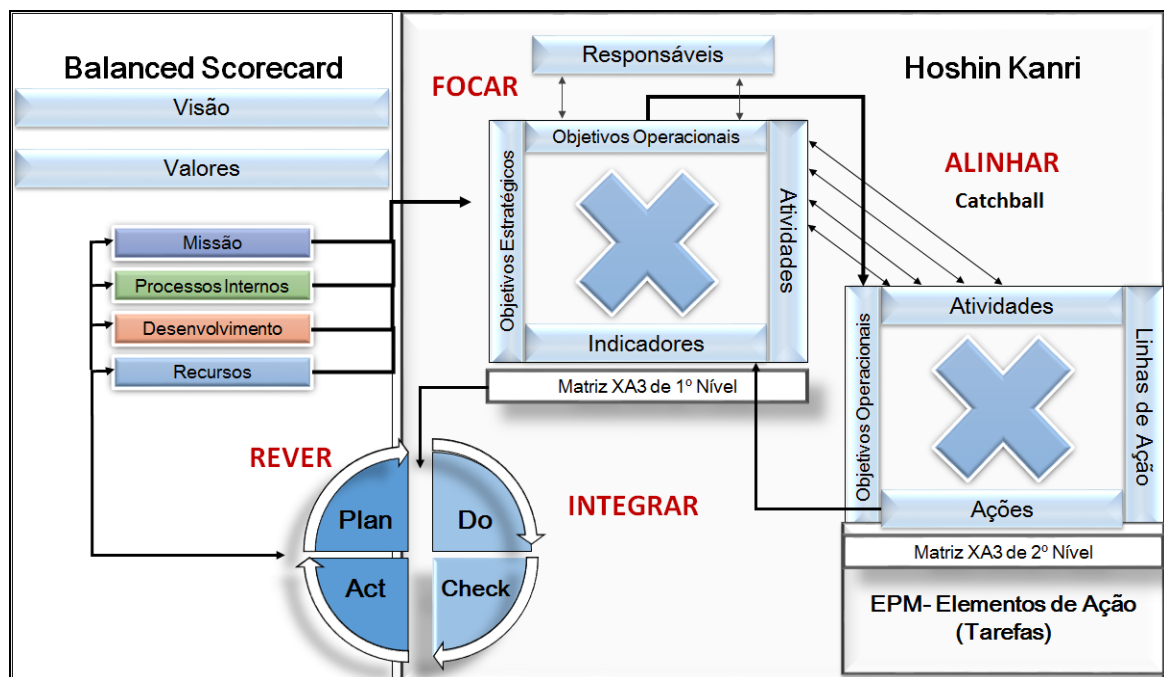 Balanced Scorecard
Visão
Valores
Missão
Processos Internos
Desenvolvimento
Recursos
Hoshin Kanri
Responsáveis
FOCAR
Objetivos Operacionais
Objetivos Estratégicos
Atividades
Indicadores
Matriz XA3 de 1º Nível
ALINHAR
Catchball
Atividades
Objetivos Operacionais
Linhas de Ação
Ações
Matriz XA3 de 2º Nível
EPM- Elementos de Ação
(Tarefas)
REVER
INTEGRAR
Plan
Do
Act
Check